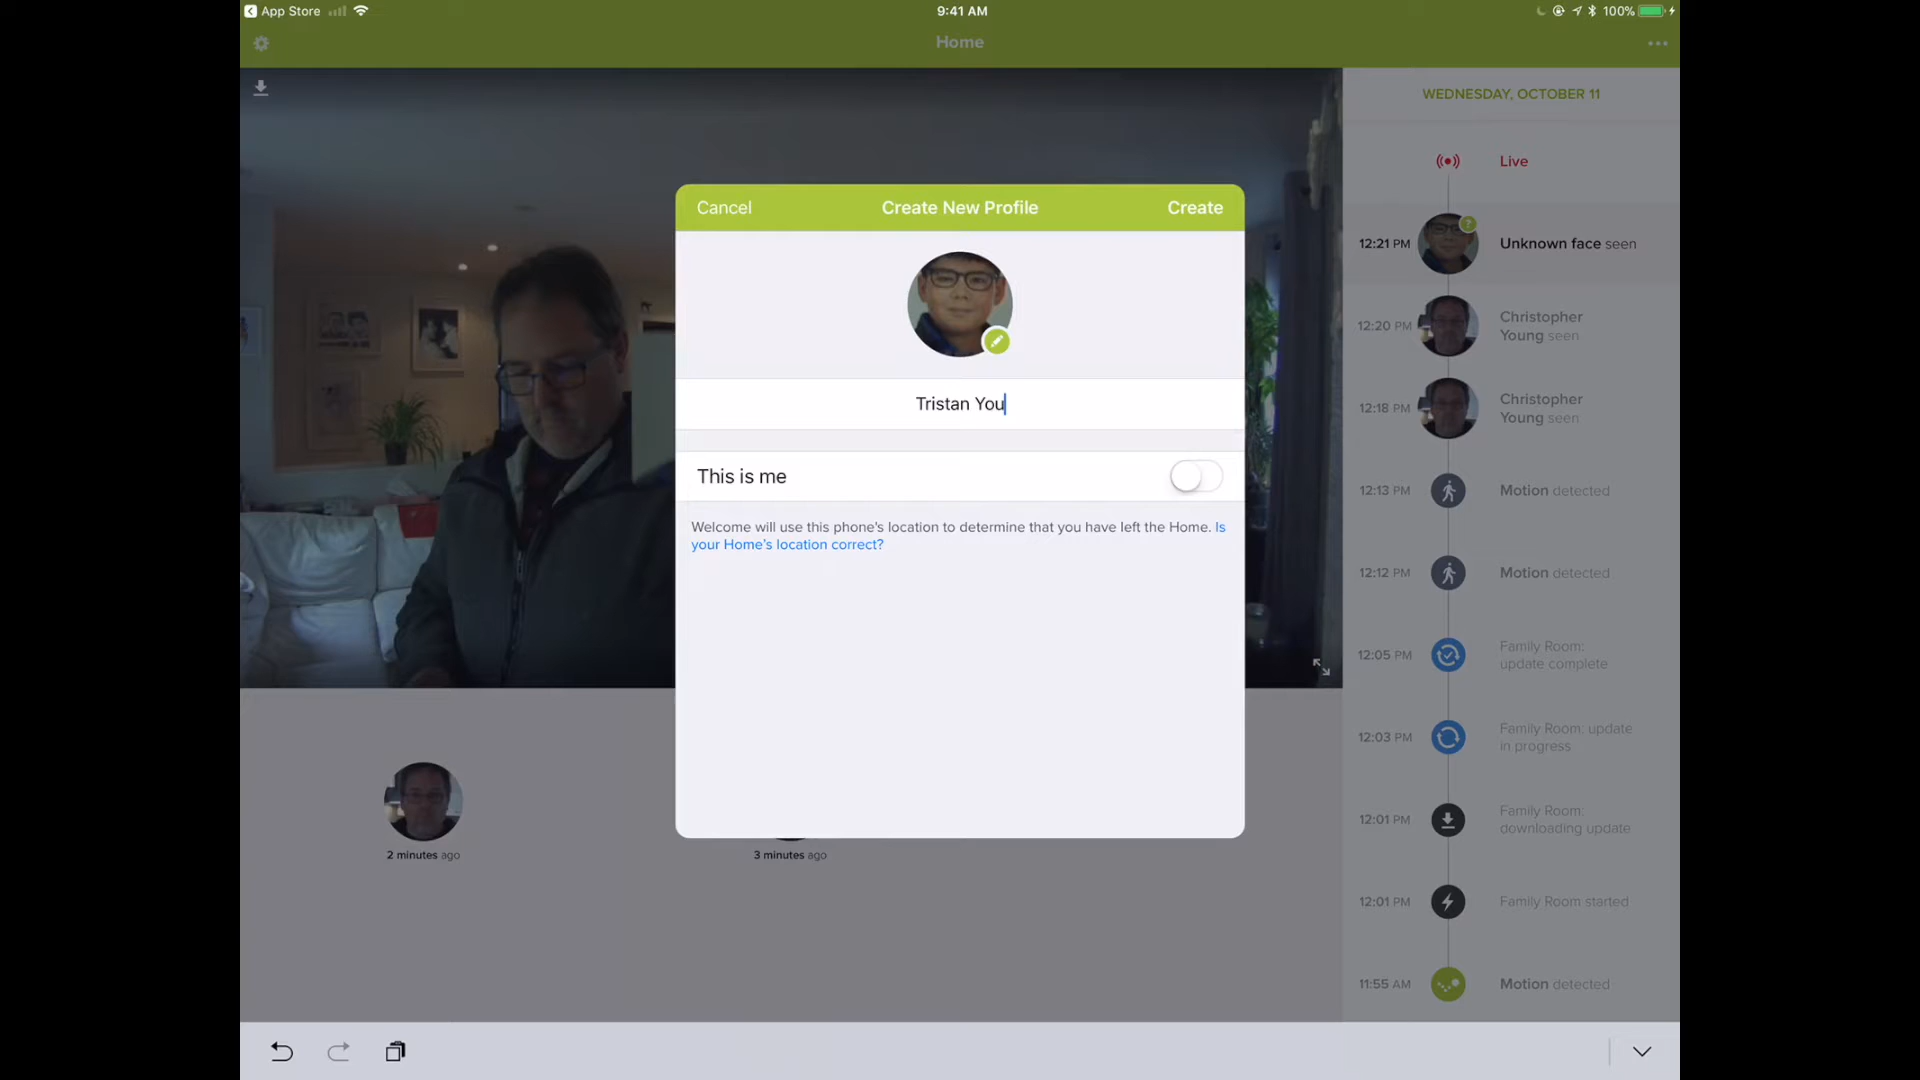 App Store
9:41 AM
100%
Home
WEDNESDAY, OCTOBER 11
Live
Cancel
Create New Profile
Create
12:21 PM
Unknown face seen
12:20 PM
Christopher
Young seen
Tristan You
12:18 PM
Christopher
Young seen
This is me
12:13 PM
Motion detected
Welcome will use this phone's location to determine that you have left the Home. Is
your Home's location correct?
12:12 PM
Motion detected
12:05 PM
Family Room:
update complete
12:03 PM
Family Room: update
in progress
12:01 PM
Family Room:
downloading update
2 minutes ago
3 minutes ago
12:01 PM
Family Room started
11:55 AM
Motion detected